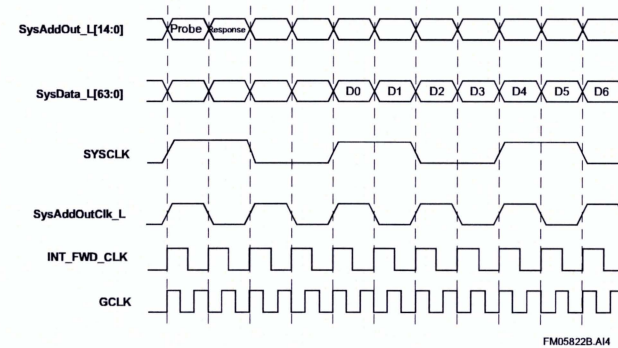 SysAddOut_L[14:0] Probe Response
SysData_L[63:0] D0 D1 D2 D3 D4 D5 D6
SYSCLK
SysAddOutClk_L
INT_FWD_CLK
GCLK
FM05822B.AI4